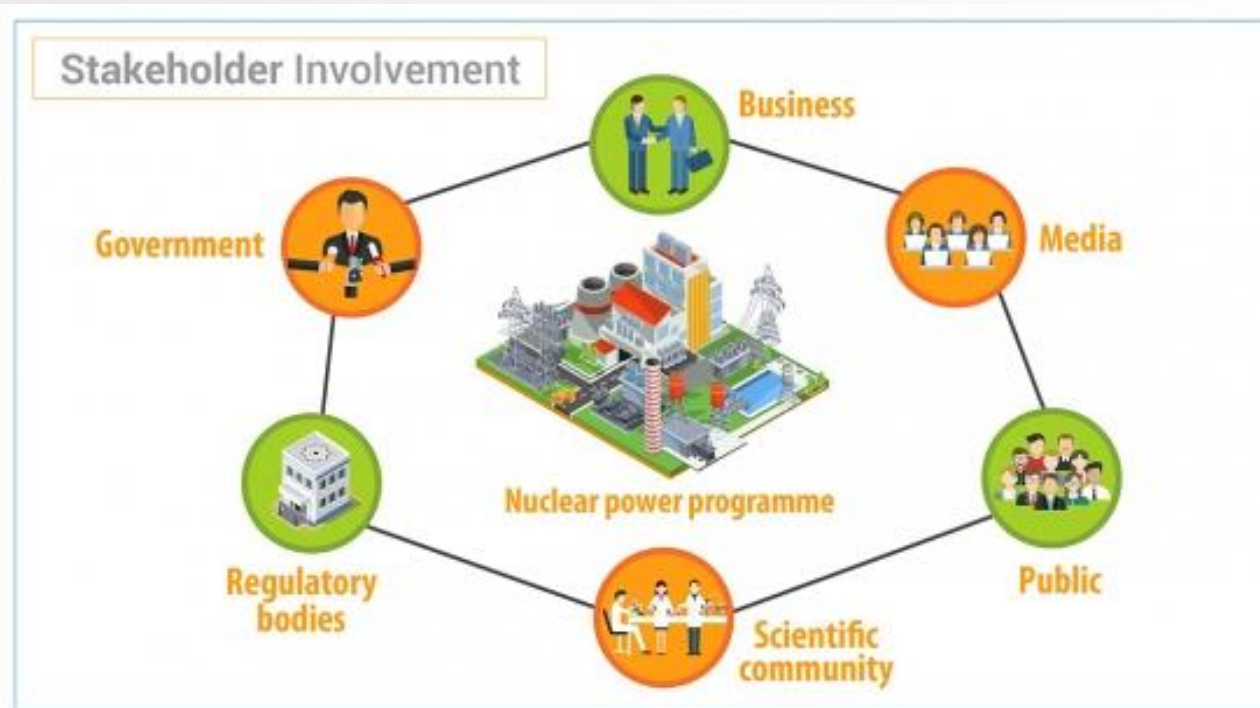 Stakeholder Involvement
Business
Government
Media
Nuclear power programme
Regulatory
bodies
Public
Scientific
community